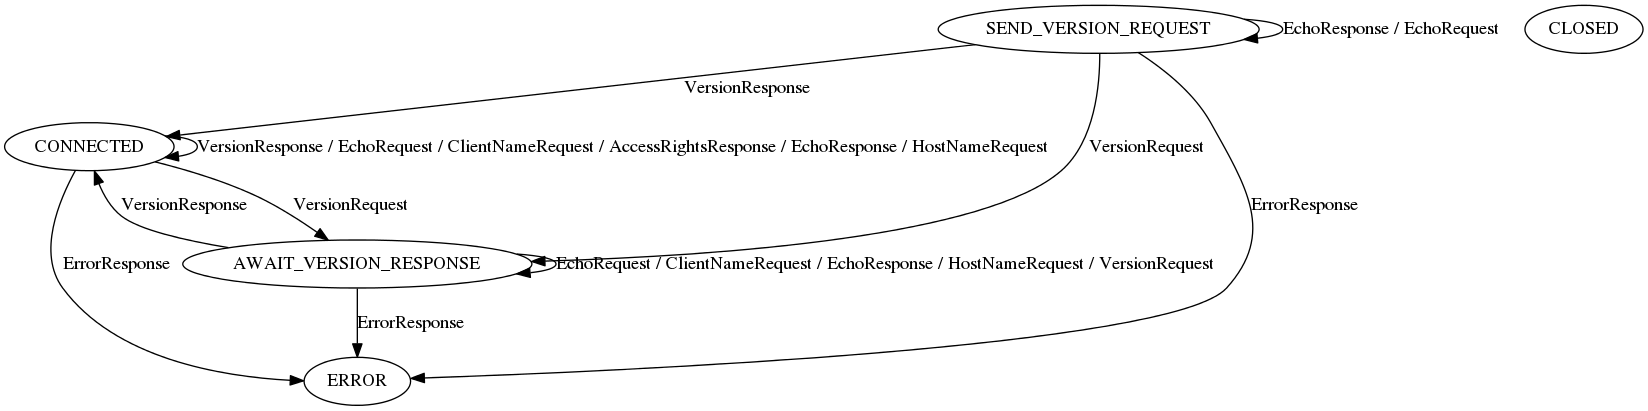 SEND_VERSION_REQUEST
EchoResponse / EchoRequest
CLOSED
VersionResponse
CONNECTED
VersionResponse / EchoRequest / ClientNameRequest / AccessRightsResponse / EchoResponse / HostNameRequest
VersionRequest
VersionResponse
VersionRequest
ErrorResponse
ErrorResponse
AWAIT_VERSION_RESPONSE
EchoRequest / ClientNameRequest / EchoResponse / HostNameRequest / VersionRequest
ErrorResponse
ERROR